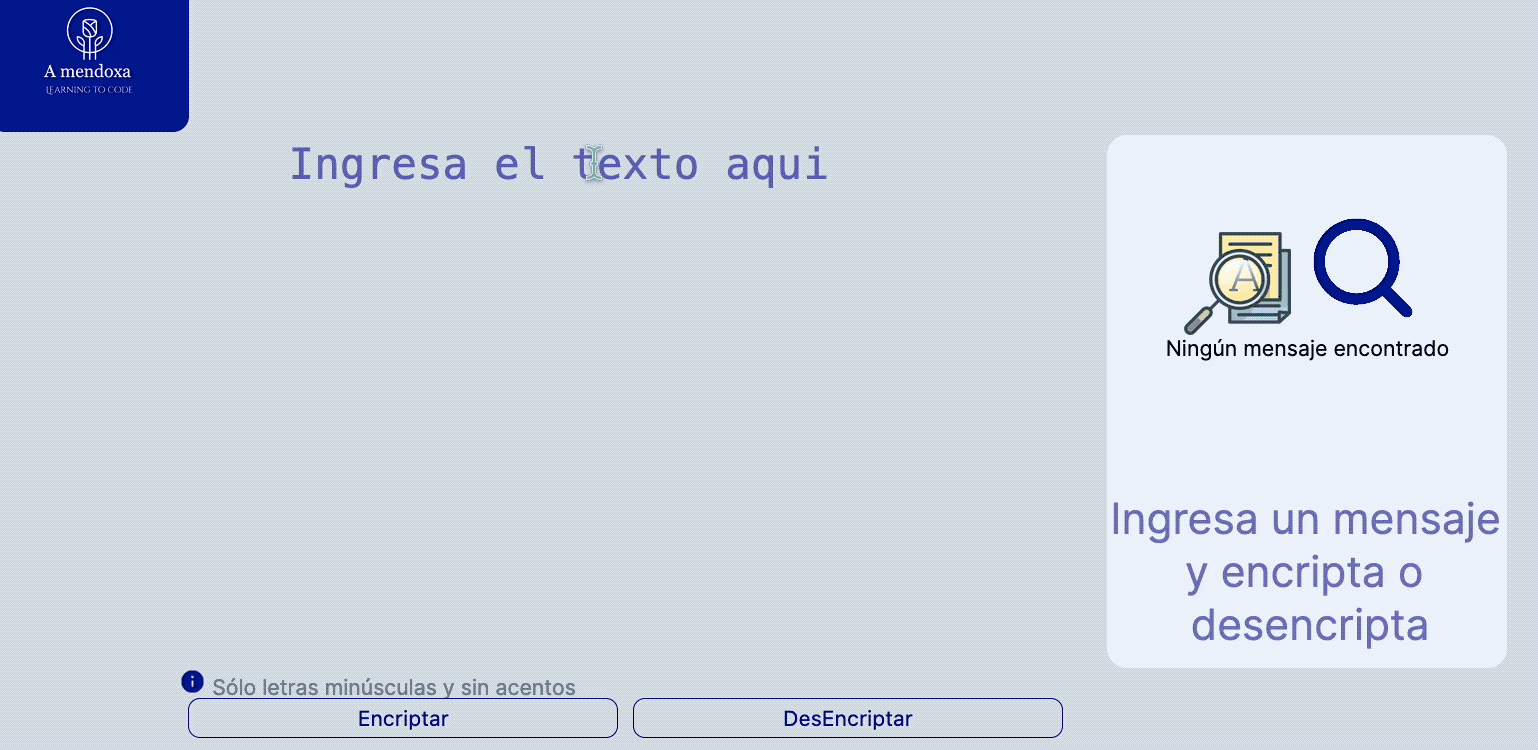 A mendoxa
LEARNING TO CODE
Ingresa el texto aqui
A
Ningún mensaje encontrado
Ingresa un mensaje
y encripta o
desencripta
Sólo letras minúsculas y sin acentos
Encriptar
DesEncriptar